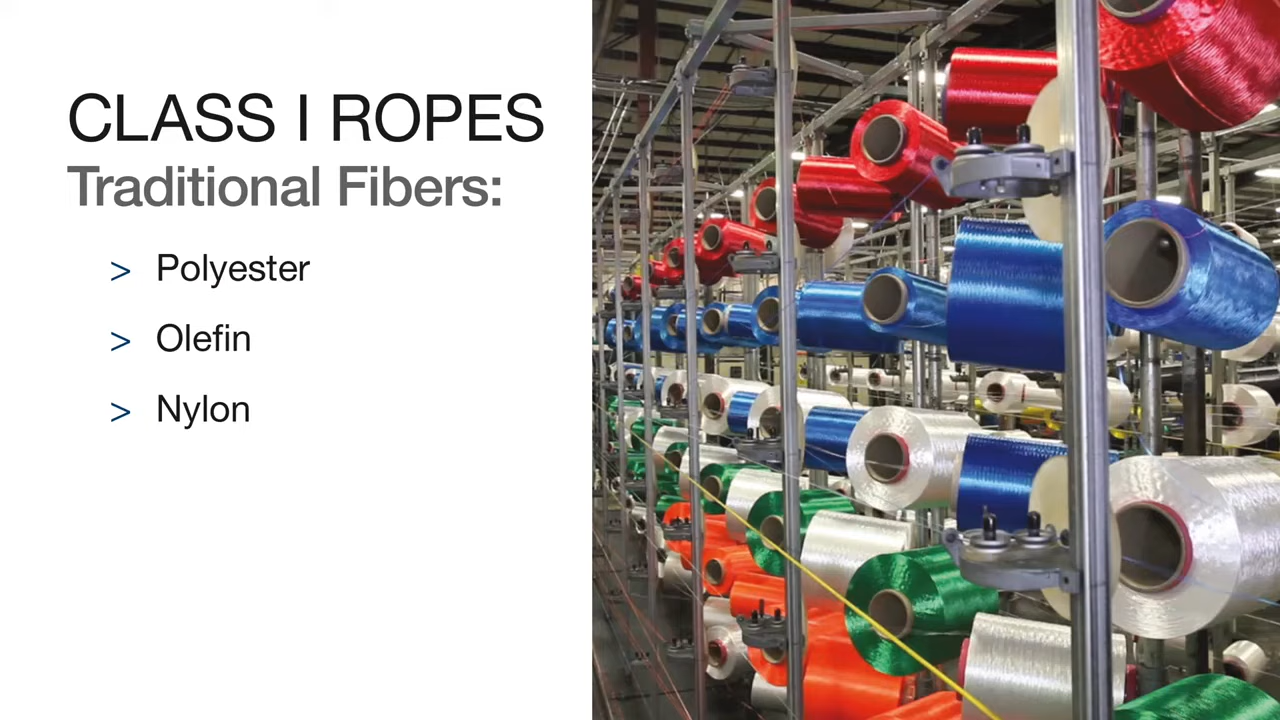 CLASS I ROPES
Traditional Fibers:
> Polyester
> Olefin
> Nylon